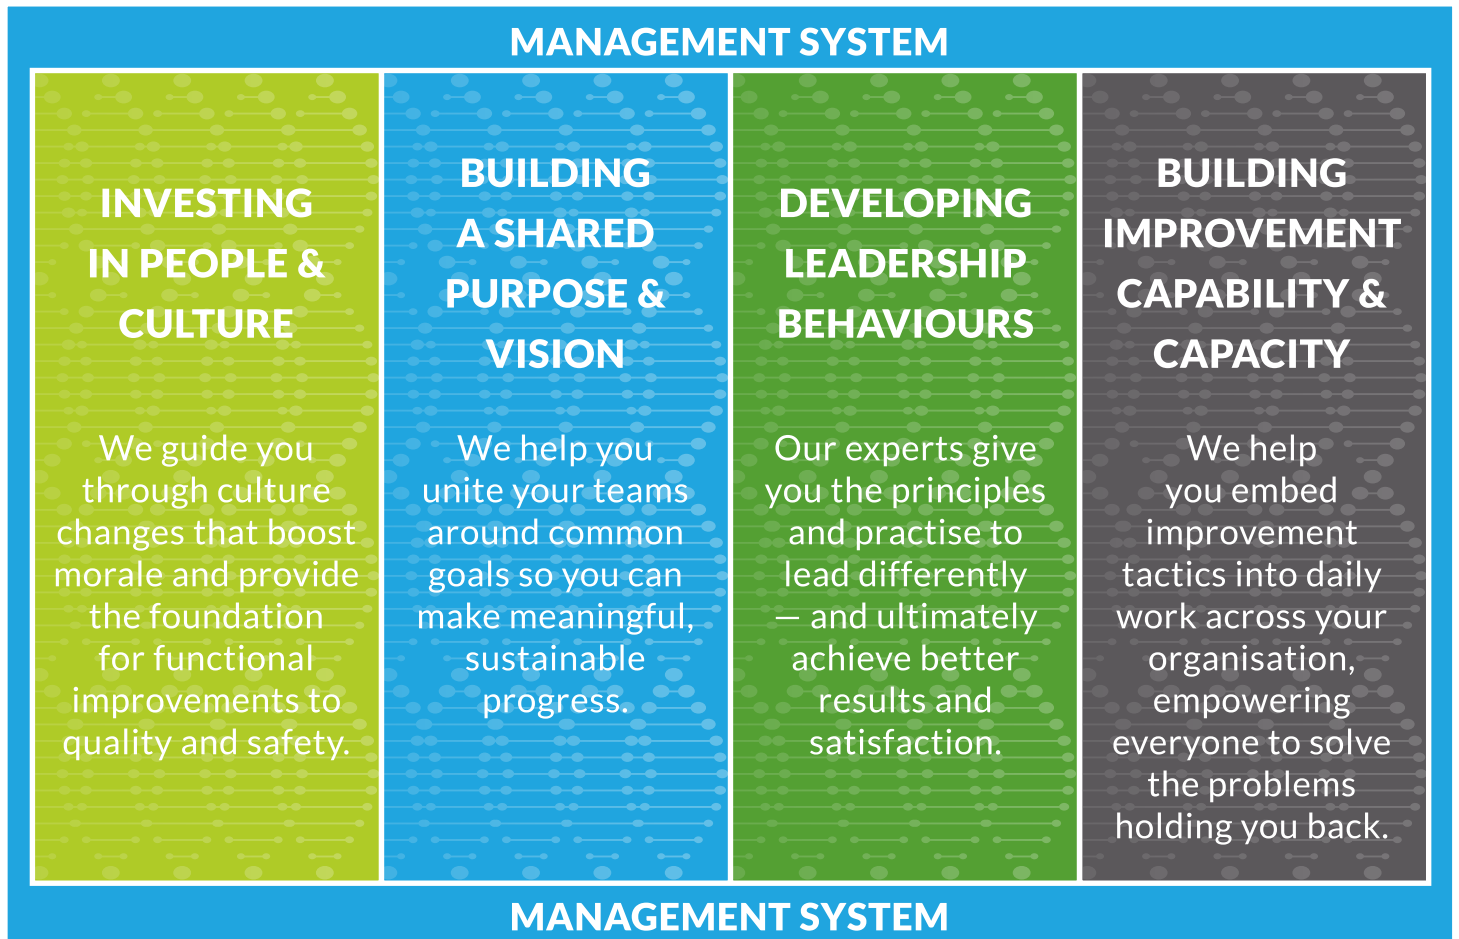 MANAGEMENT SYSTEM
INVESTING
IN PEOPLE &
CULTURE
We guide you
through culture
changes that boost
morale and provide
the foundation
for functional
improvements to
quality and safety.
BUILDING
A SHARED
PURPOSE &
VISION
We help you
unite your teams
around common
goals so you can
make meaningful,
sustainable
progress.
DEVELOPING
LEADERSHIP
BEHAVIOURS
Our experts give
you the principles
and practise to
lead differently
— and ultimately
achieve better
results and
satisfaction.
BUILDING
IMPROVEMENT
CAPABILITY &
CAPACITY
We help
you embed
improvement
tactics into daily
work across your
organisation,
empowering
everyone to solve
the problems
holding you back.
MANAGEMENT SYSTEM